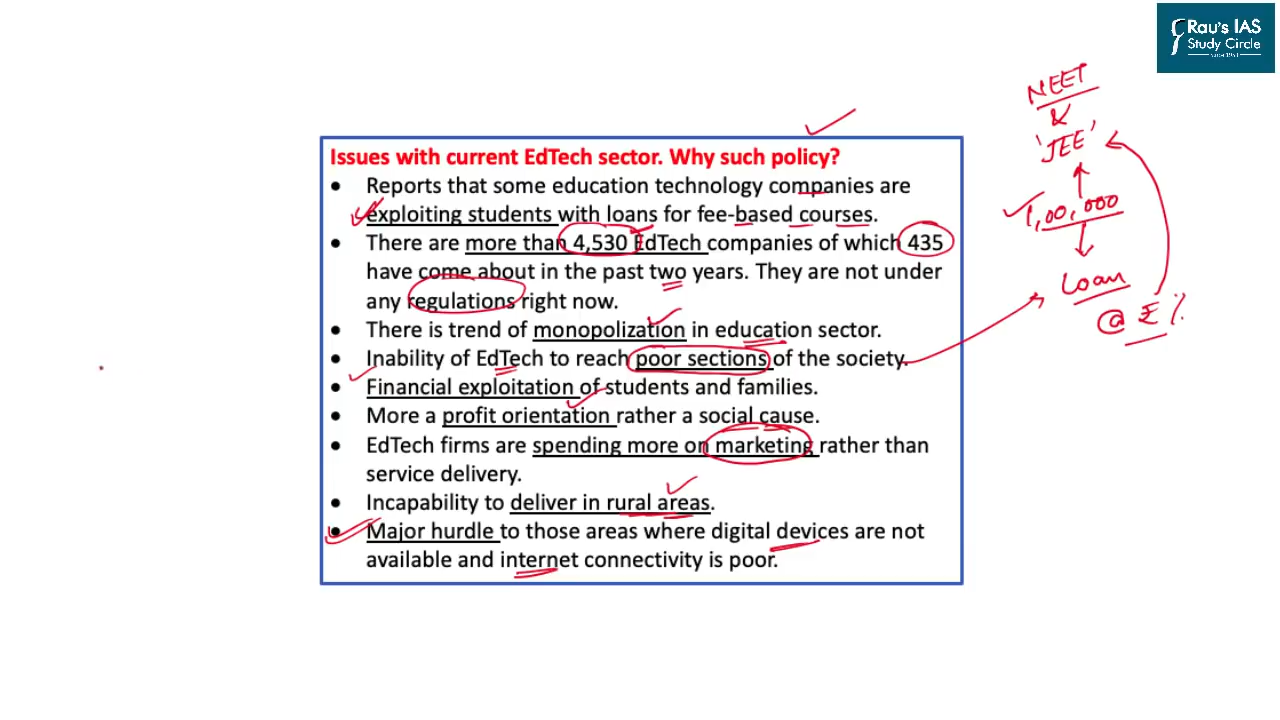 Rau's IAS
Study Circle
since 1953
Issues with current EdTech sector. Why such policy?
• Reports that some education technology companies are
exploiting students with loans for fee-based courses.
• There are more than 4,530 EdTech companies of which 435
have come about in the past two years. They are not under
any regulations right now.
• There is trend of monopolization in education sector.
• Inability of EdTech to reach poor sections of the society.
• Financial exploitation of students and families.
• More a profit orientation rather a social cause.
• EdTech firms are spending more on marketing rather than
service delivery.
• Incapability to deliver in rural areas.
• Major hurdle to those areas where digital devices are not
available and internet connectivity is poor.
NEET
&
'JEE'
1,00,000
Loan
@ ₹ %